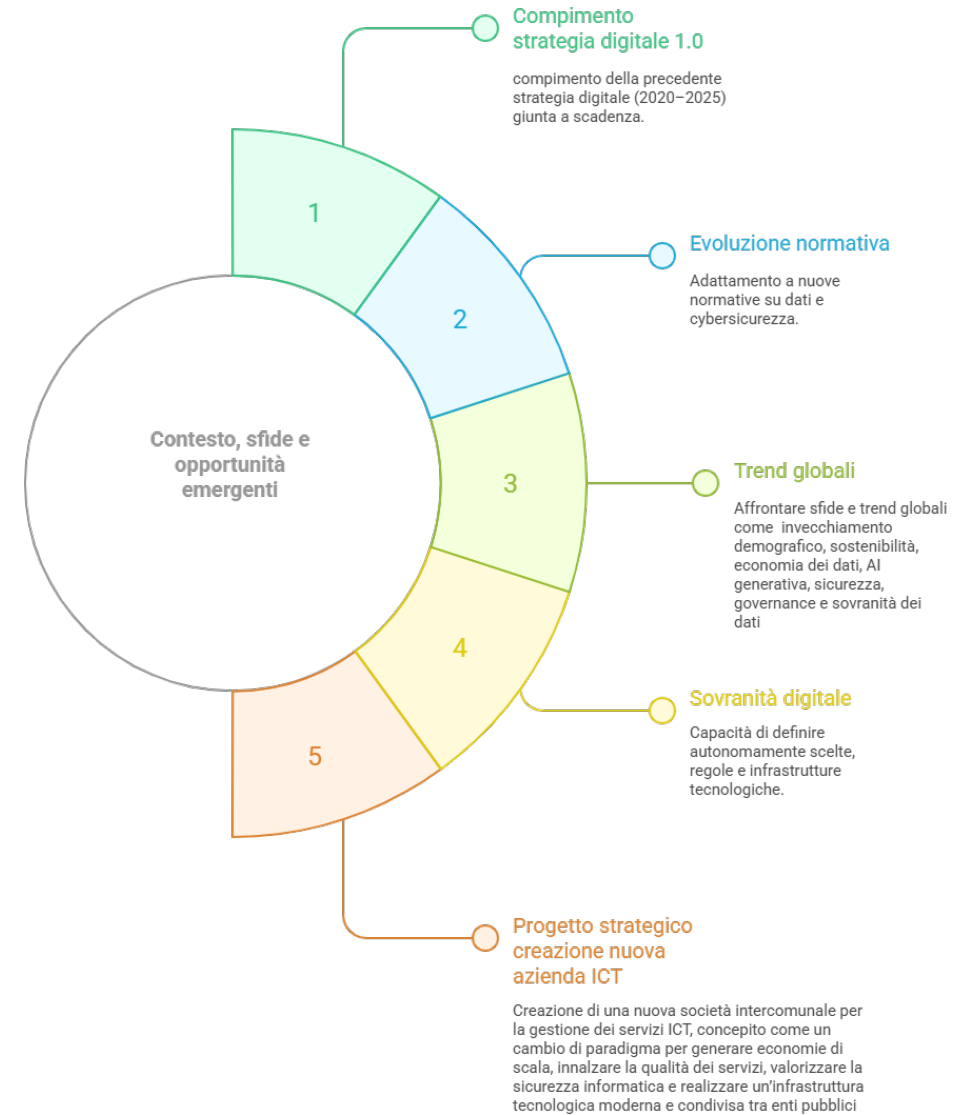 Compimento
strategia digitale 1.0
compimento della precedente
strategia digitale (2020–2025)
giunta a scadenza.
1
Evoluzione normativa
Adattamento a nuove
normative su dati e
cybersicurezza.
2
Contesto, sfide e
opportunità
emergenti
3
Trend globali
Affrontare sfide e trend globali
come  invecchiamento
demografico, sostenibilità,
economia dei dati, AI
generativa, sicurezza,
governance e sovranità dei
dati
4
Sovranità digitale
Capacità di definire
autonomamente scelte,
regole e infrastrutture
tecnologiche.
5
Progetto strategico
creazione nuova
azienda ICT
Creazione di una nuova società intercomunale per
la gestione dei servizi ICT, concepito come un
cambio di paradigma per generare economie di
scala, innalzare la qualità dei servizi, valorizzare la
sicurezza informatica e realizzare un’infrastruttura
tecnologica moderna e condivisa tra enti pubblici